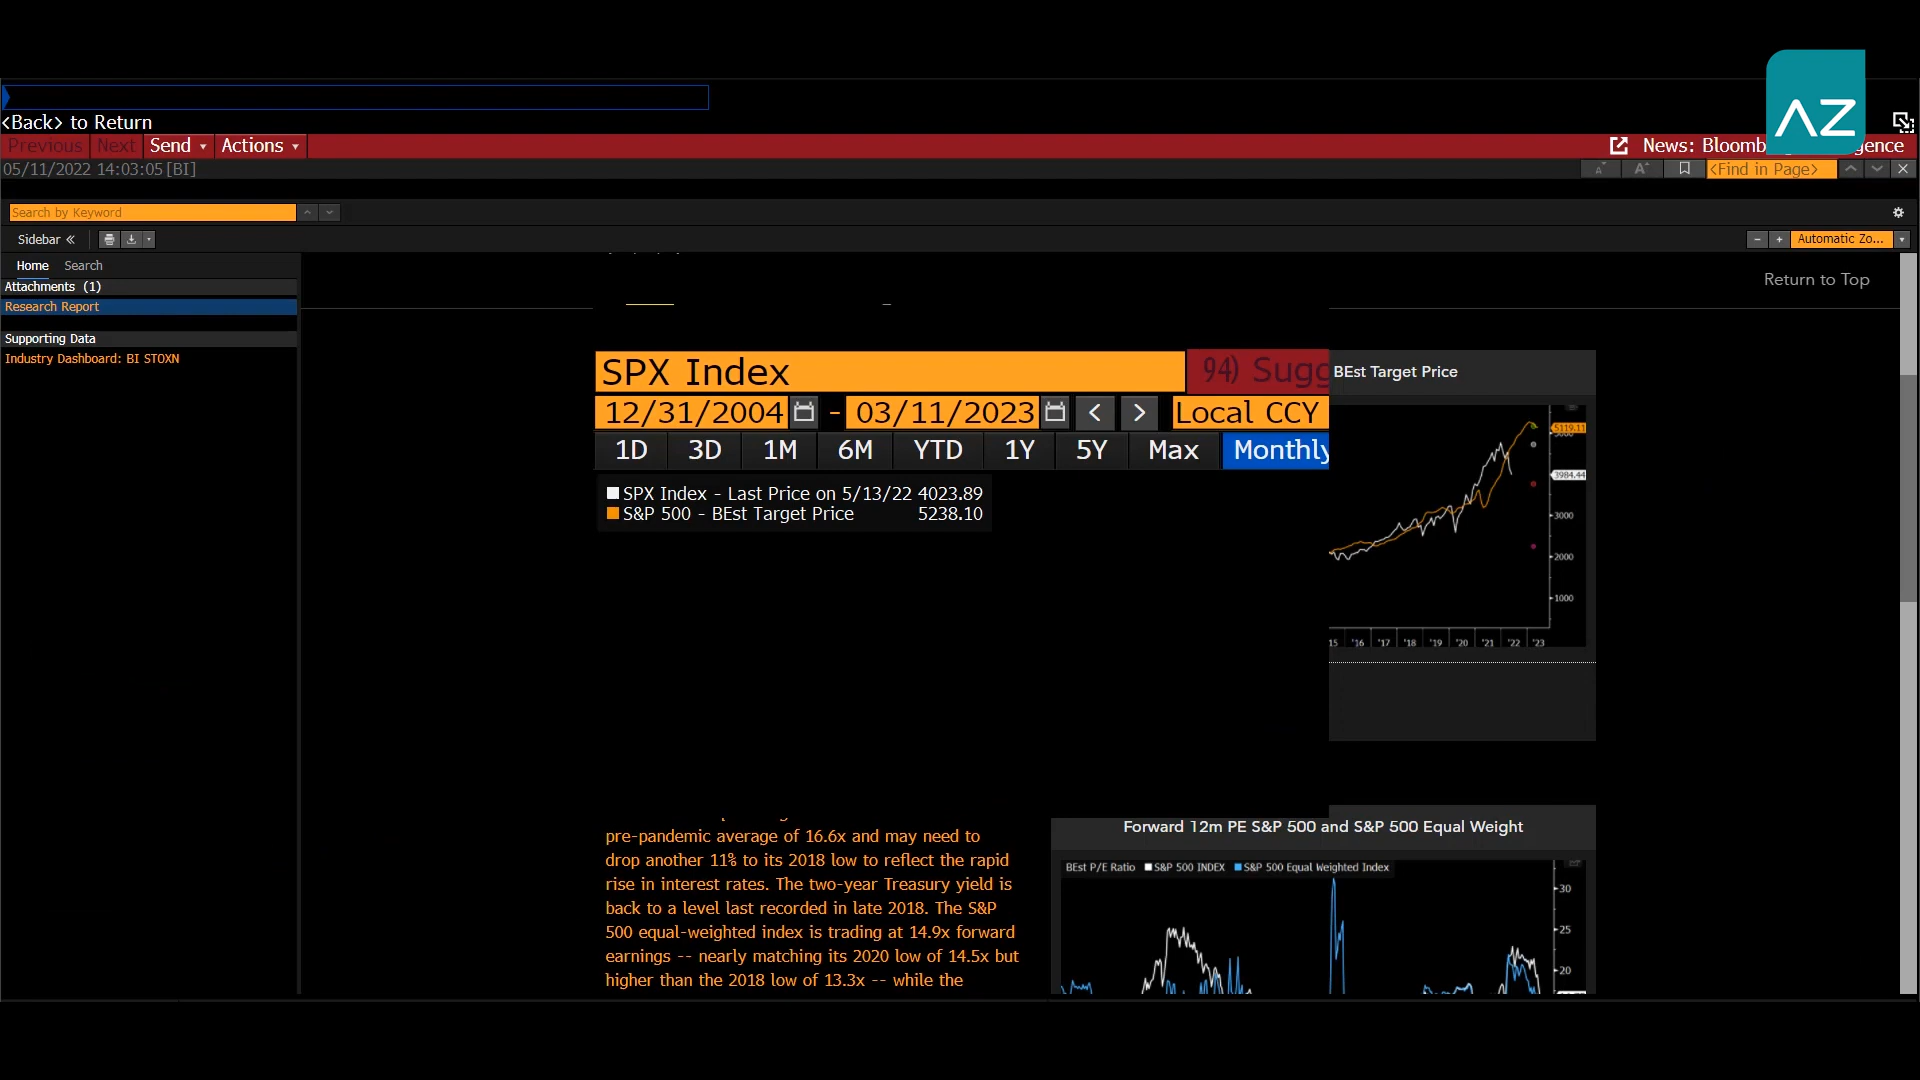 AZ
<Back> to Return
Previous Next Send Actions News: Bloomb gence
05/11/2022 14:03:05 [BI] A A <Find in Page>
Search by Keyword
Sidebar « - + Automatic Zo...
Home Search
Attachments (1)
Research Report
Supporting Data
Industry Dashboard: BI STOXN
Return to Top
SPX Index 94) Sugg
12/31/2004 - 03/11/2023 < > Local CCY
1D 3D 1M 6M YTD 1Y 5Y Max Monthly
SPX Index - Last Price on 5/13/22 4023.89
S&P 500 - BEst Target Price 5238.10
BEst Target Price
5119.11
3984.44
3000
2000
1000
15 '16 '17 '18 '19 '20 '21 '22 '23
pre-pandemic average of 16.6x and may need to
drop another 11% to its 2018 low to reflect the rapid
rise in interest rates. The two-year Treasury yield is
back to a level last recorded in late 2018. The S&P
500 equal-weighted index is trading at 14.9x forward
earnings -- nearly matching its 2020 low of 14.5x but
higher than the 2018 low of 13.3x -- while the
Forward 12m PE S&P 500 and S&P 500 Equal Weight
BEst P/E Ratio S&P 500 INDEX S&P 500 Equal Weighted Index
30
25
20